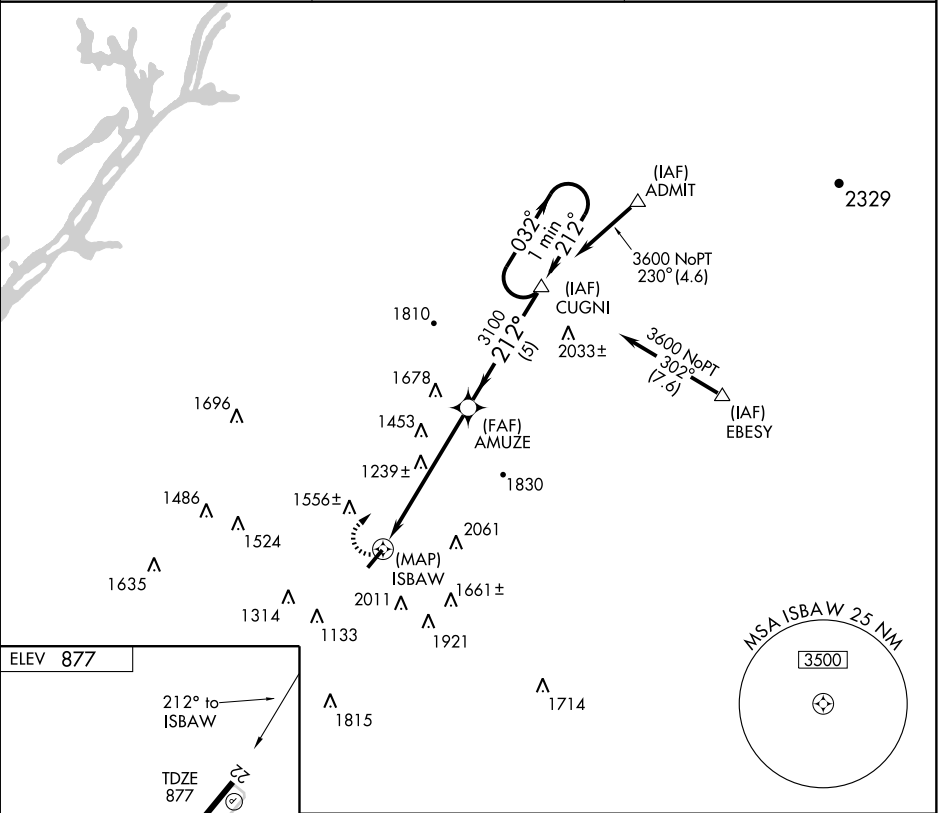 (IAF)
ADMIT
2329
032°
1 min
212°
3600 NoPT
230° (4.6)
(IAF)
CUGNI
1810
3100
212°
(5)
2033±
3600 NoPT
302°
(7.6)
1678
(IAF)
EBESY
1696
1453
(FAF)
AMUZE
1239±
1830
1486
1556±
1524
2061
1635
(MAP)
ISBAW
1314
2011
1661±
1133
1921
MSA ISBAW 25 NM
3500
ELEV 877
212° to
ISBAW
1815
1714
TDZE
877
22
P